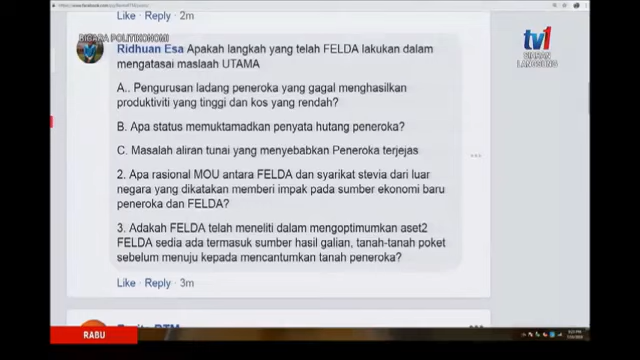 Like · Reply · 2m
BICARA POLITIKONOMI
tv1
SIARAN
LANGSUNG
Ridhuan Esa Apakah langkah yang telah FELDA lakukan dalam
mengatasai maslaah UTAMA
A.. Pengurusan ladang peneroka yang gagal menghasilkan
produktiviti yang tinggi dan kos yang rendah?
B. Apa status memuktamadkan penyata hutang peneroka?
C. Masalah aliran tunai yang menyebabkan Peneroka terjejas
2. Apa rasional MOU antara FELDA dan syarikat stevia dari luar
negara yang dikatakan memberi impak pada sumber ekonomi baru
peneroka dan FELDA?
3. Adakah FELDA telah meneliti dalam mengoptimumkan aset2
FELDA sedia ada termasuk sumber hasil galian, tanah-tanah poket
sebelum menuju kepada mencantumkan tanah peneroka?
Like · Reply · 3m
RABU